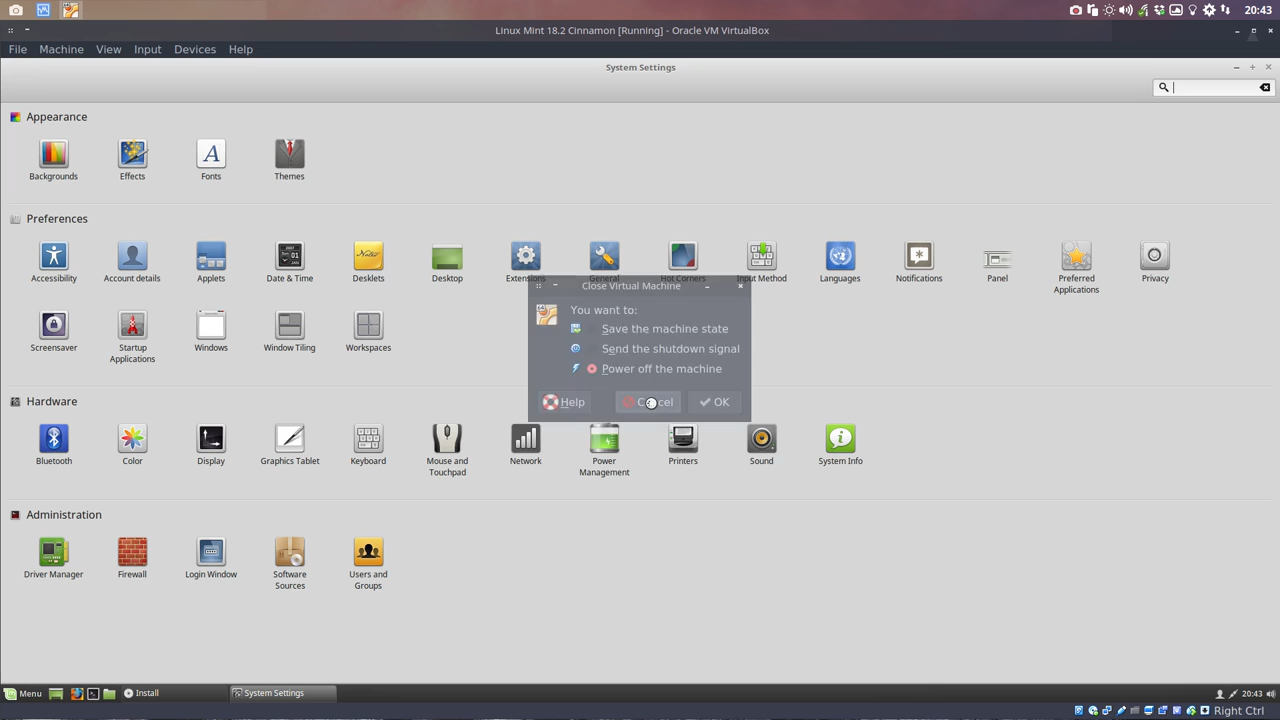 20:43
Linux Mint 18.2 Cinnamon [Running] - Oracle VM VirtualBox
File Machine View Input Devices Help
System Settings
Appearance
Backgrounds Effects Fonts Themes
Preferences
Accessibility Account details Applets Date & Time Desklets Desktop Extensions General Hot Corners Input Method Languages Notifications Panel Preferred Applications Privacy
Screensaver Startup Applications Windows Window Tiling Workspaces
Close Virtual Machine
You want to:
Save the machine state
Send the shutdown signal
Power off the machine
Help Cancel OK
Hardware
Bluetooth Color Display Graphics Tablet Keyboard Mouse and Touchpad Network Power Management Printers Sound System Info
Administration
Driver Manager Firewall Login Window Software Sources Users and Groups
Menu Install System Settings 20:43
Right Ctrl